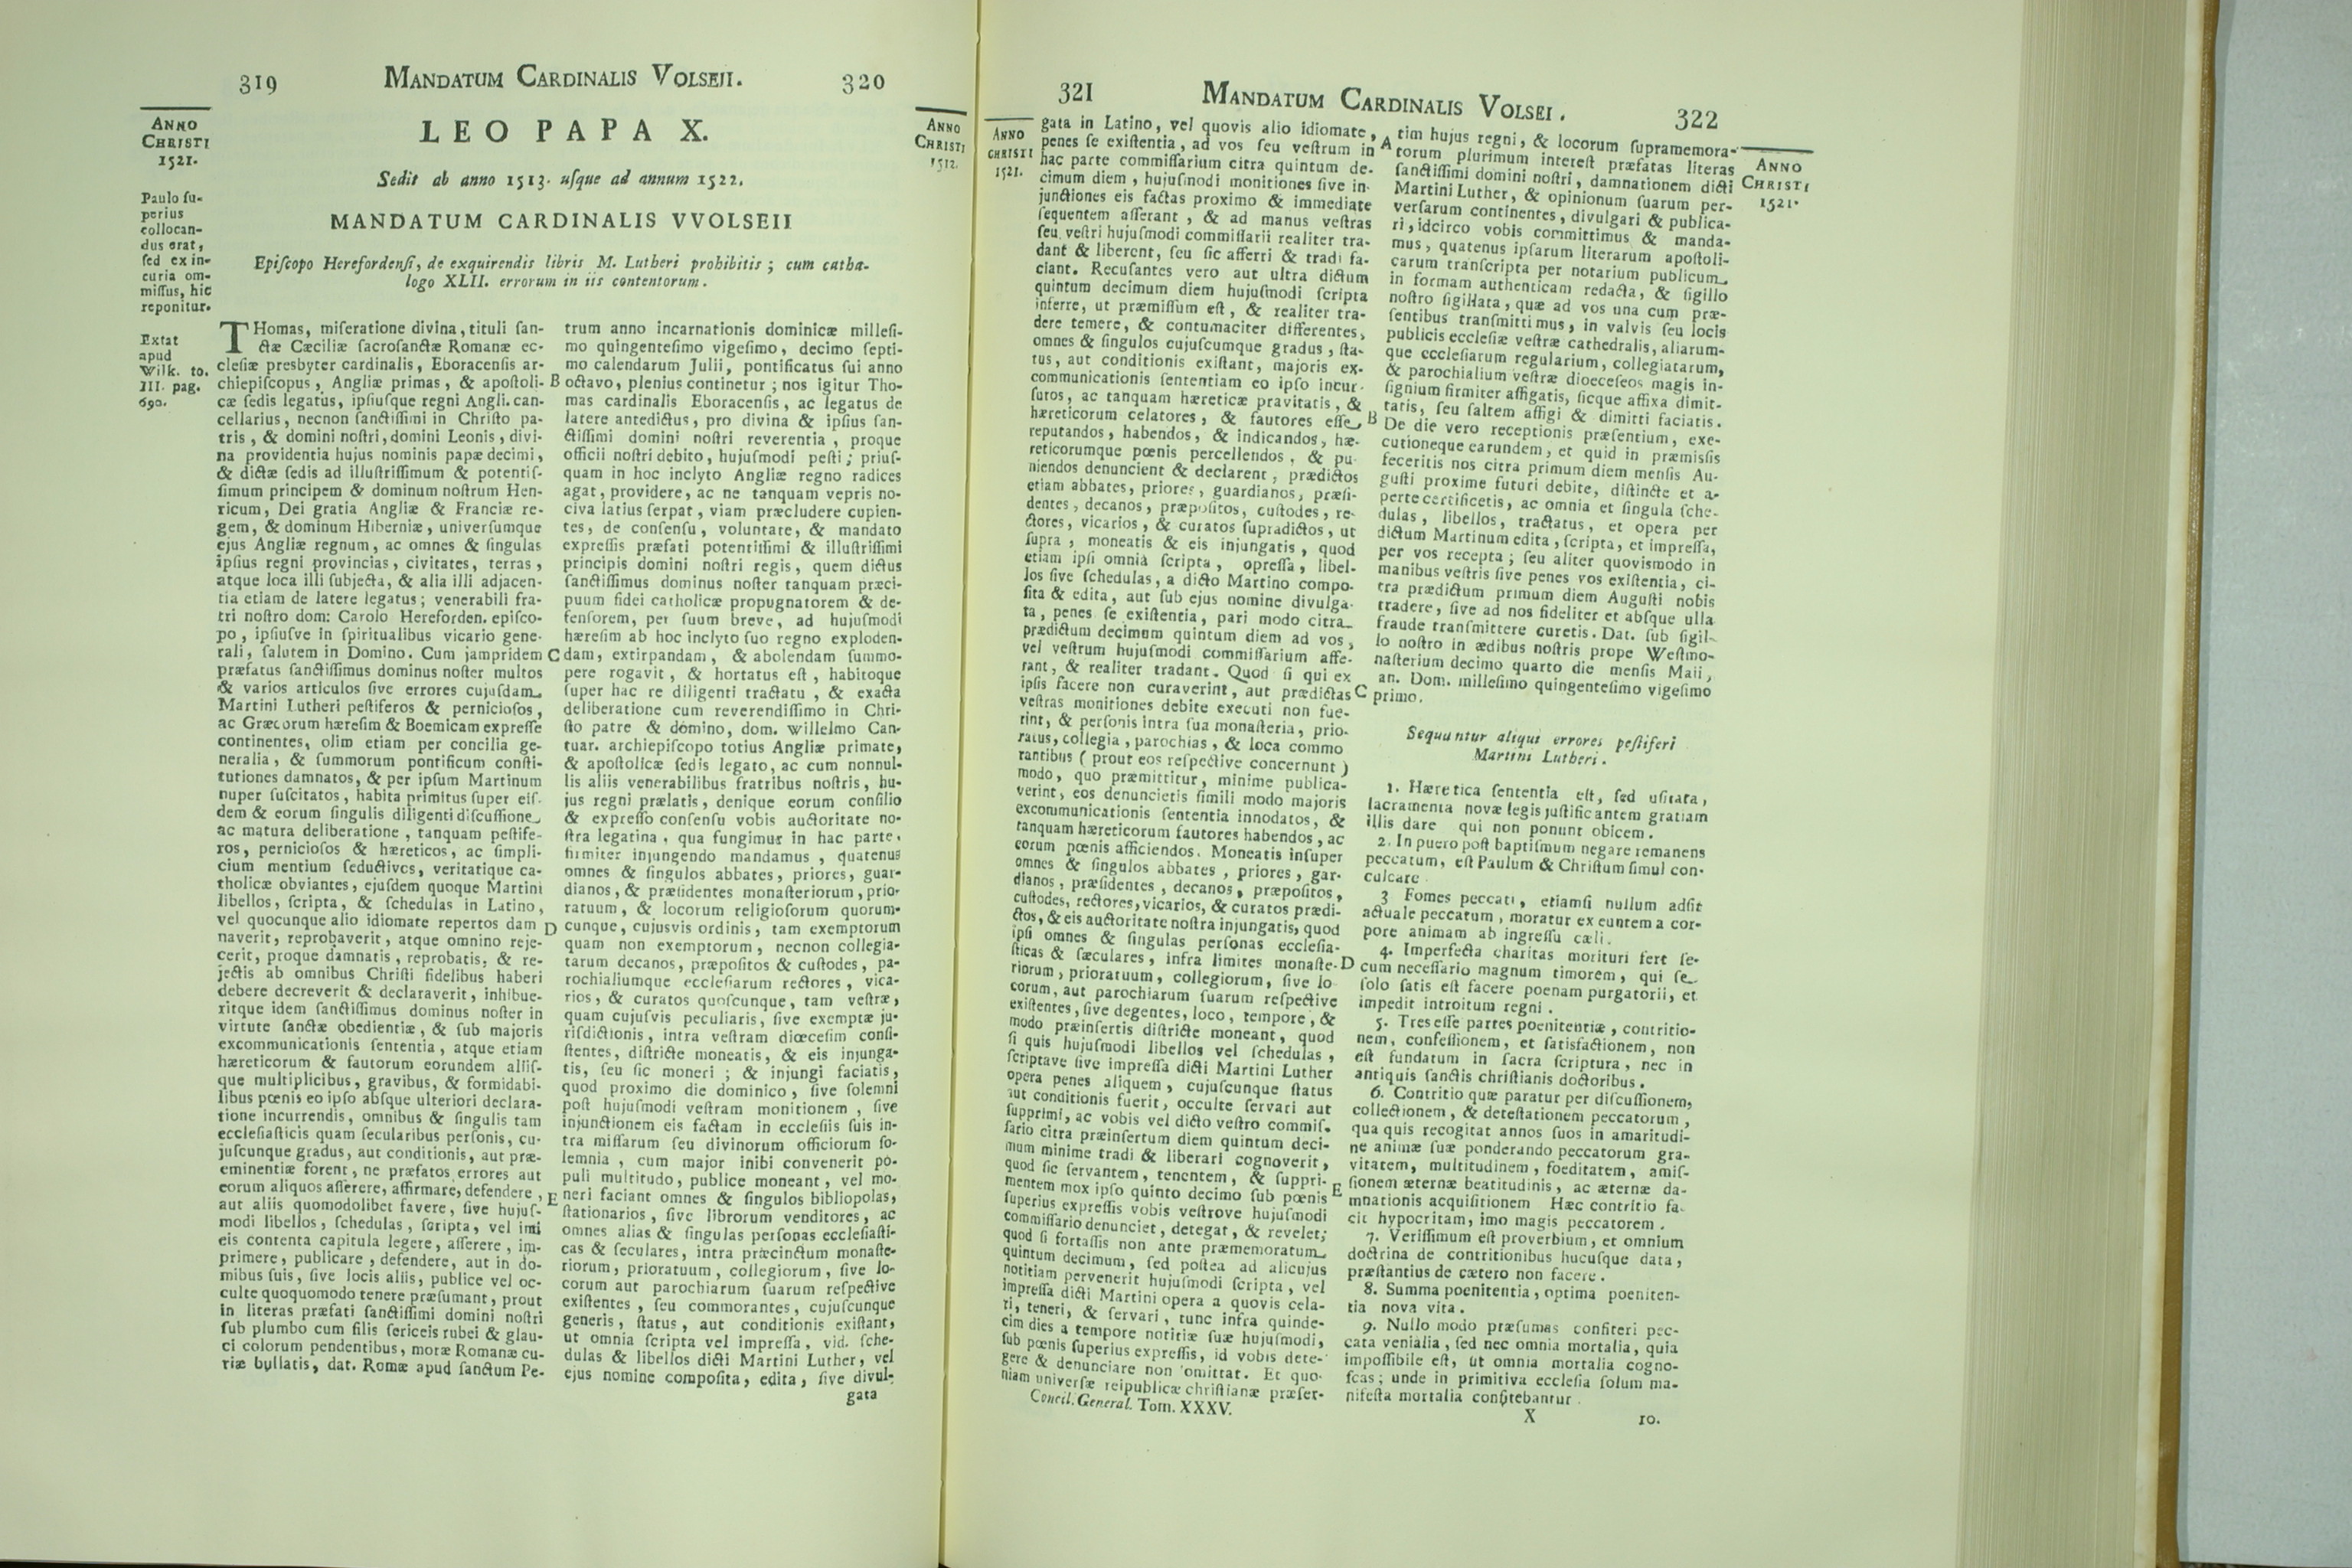 319
MANDATUM CARDINALIS VOLSEII.
320
ANNO
CHRISTI
1521.
ANNO
CHRISTI
1512.
LEO PAPA X.
Sedit ab anno 1513. uſque ad annum 1522.
MANDATUM CARDINALIS VVOLSEII
Epiſcopo Herefordenſi, de exquirendis libris M. Lutheri prohibitis ; cum catha-
logo XLII. errorum in iis contentorum.
Paulo ſu-
perius
collocan-
dus erat,
ſed ex in-
curia om-
miſſus, hic
reponitur.
Extat
apud
Wilk. to.
III. pag.
690.
THomas, miſeratione divina, tituli ſan-
ctæ Cæciliæ ſacroſanctæ Romanæ ec-
cleſiæ presbyter cardinalis, Eboracenſis ar-
chiepiſcopus, Angliæ primas, & apoſtoli-
cæ ſedis legatus, ipſiuſque regni Angli. can-
cellarius, necnon ſanctiſſimi in Chriſto pa-
tris, & domini noſtri, domini Leonis, divi-
na providentia hujus nominis papæ decimi,
& dictæ ſedis ad illuſtriſſimum & potentiſ-
ſimum principem & dominum noſtrum Hen-
ricum, Dei gratia Angliæ & Franciæ re-
gem, & dominum Hiberniæ, univerſumque
ejus Angliæ regnum, ac omnes & ſingulas
ipſius regni provincias, civitates, terras,
atque loca illi ſubjecta, & alia illi adjacen-
tia etiam de latere legatus; venerabili fra-
tri noſtro dom: Carolo Hereforden. epiſco-
po, ipſiuſve in ſpiritualibus vicario gene-
rali, ſalutem in Domino. Cum jampridem
præfatus ſanctiſſimus dominus noſter multos
& varios articulos ſive errores cujuſdam
Martini Lutheri peſtiferos & pernicioſos,
ac Græcorum hæreſim & Boemicam expreſſe
continentes, olim etiam per concilia ge-
neralia, & ſummorum pontificum conſti-
tutiones damnatos, & per ipſum Martinum
nuper ſuſcitatos, habita primitus ſuper eiſ-
dem & eorum ſingulis diligenti diſcuſſione
ac matura deliberatione, tanquam peſtife-
ros, pernicioſos & hæreticos, ac ſimpli-
cium mentium ſeductivos, veritatique ca-
tholicæ obviantes, ejuſdem quoque Martini
libellos, ſcripta, & ſchedulas in Latino,
vel quocunque alio idiomate repertos dam
naverit, reprobaverit, atque omnino reje-
cerit, proque damnatis, reprobatis, & re-
jectis ab omnibus Chriſti fidelibus haberi
debere decreverit & declaraverit, inhibue-
ritque idem ſanctiſſimus dominus noſter in
virtute ſanctæ obedientiæ, & ſub majoris
excommunicationis ſententia, atque etiam
hæreticorum & fautorum eorundem aliiſ-
que multiplicibus, gravibus, & formidabi-
libus pœnis eo ipſo abſque ulteriori declara-
tione incurrendis, omnibus & ſingulis tam
eccleſiaſticis quam ſecularibus perſonis, cu-
juſcunque gradus, aut conditionis, aut præ-
eminentiæ forent, ne præfatos errores aut
eorum aliquos aſſerere, affirmare, defendere,
aut aliis quomodolibet favere, ſive hujuſ-
modi libellos, ſchedulas, ſcripta, vel imi
eis contenta capitula legere, aſſerere, im-
primere, publicare, defendere, aut in do-
mibus ſuis, ſive locis aliis, publice vel oc-
culte quoquomodo tenere præſumant, prout
in literas præfati ſanctiſſimi domini noſtri
ſub plumbo cum filis ſericeis rubei & glau-
ci colorum pendentibus, moræ Romanæ cu-
riæ bullatis, dat. Romæ apud ſanctum Pe-
B
C
D
E
trum anno incarnationis dominicæ milleſi-
mo quingenteſimo vigeſimo, decimo ſepti-
mo calendarum Julii, pontificatus ſui anno
octavo, plenius continetur; nos igitur Tho-
mas cardinalis Eboracenſis, ac legatus de
latere antedictus, pro divina & ipſius ſan-
ctiſſimi domini noſtri reverentia, proque
officii noſtri debito, hujuſmodi peſti; priuſ-
quam in hoc inclyto Angliæ regno radices
agat, providere, ac ne tanquam vepris no-
civa latius ſerpat, viam præcludere cupien-
tes, de conſenſu, voluntate, & mandato
expreſſis præfati potentiſſimi & illuſtriſſimi
principis domini noſtri regis, quem dictus
ſanctiſſimus dominus noſter tanquam præci-
puum fidei catholicæ propugnatorem & de-
fenſorem, per ſuum breve, ad hujuſmodi
hæreſim ab hoc inclyto ſuo regno exploden-
dam, extirpandam, & abolendam ſummo-
pere rogavit, & hortatus eſt, habitoque
ſuper hac re diligenti tractatu, & exacta
deliberatione cum reverendiſſimo in Chri-
ſto patre & domino, dom. Willelmo Can-
tuar. archiepiſcopo totius Angliæ primate,
& apoſtolicæ ſedis legato, ac cum nonnul-
lis aliis venerabilibus fratribus noſtris, hu-
jus regni prælatis, denique eorum conſilio
& expreſſo conſenſu vobis auctoritate no-
ſtra legatina, qua fungimur in hac parte,
firmiter injungendo mandamus, quatenus
omnes & ſingulos abbates, priores, guar-
dianos, & præſidentes monaſteriorum, prio-
ratuum, & locorum religioſorum quorum-
cunque, cujuſvis ordinis, tam exemptorum
quam non exemptorum, necnon collegia-
tarum decanos, præpoſitos & cuſtodes, pa-
rochialiumque eccleſiarum rectores, vica-
rios, & curatos quoſcunque, tam veſtræ,
quam cujuſvis peculiaris, ſive exemptæ ju-
riſdictionis, intra veſtram diœceſim conſi-
ſtentes, diſtricte moneatis, & eis injunga-
tis, ſeu ſic moneri; & injungi faciatis,
quod proximo die dominico, ſive ſolemni
poſt hujuſmodi veſtram monitionem, ſive
injunctionem eis factam in eccleſiis ſuis in-
tra miſſarum ſeu divinorum officiorum ſo-
lemnia, cum major inibi convenerit po-
puli multitudo, publice moneant, vel mo-
neri faciant omnes & ſingulos bibliopolas,
ſtationarios, ſive librorum venditores, ac
omnes alias & ſingulas perſonas eccleſiaſti-
cas & ſeculares, intra præcinctum monaſte-
riorum, prioratuum, collegiorum, ſive lo-
corum aut parochiarum ſuarum reſpective
exiſtentes, ſeu commorantes, cujuſcunque
generis, ſtatus, aut conditionis exiſtant,
ut omnia ſcripta vel impreſſa, vid. ſche-
dulas & libellos dicti Martini Luther, vel
ejus nomine compoſita, edita, ſive divul-
gata
321
MANDATUM CARDINALIS VOLSEI.
322
ANNO
CHRISTI
1521.
ANNO
CHRISTI
1521.
gata in Latino, vel quovis alio idiomate,
penes ſe exiſtentia, ad vos ſeu veſtrum in
hac parte commiſſarium citra quintum de-
cimum diem, hujuſmodi monitiones ſive in-
junctiones eis factas proximo & immediate
ſequentem afferant, & ad manus veſtras
ſeu veſtri hujuſmodi commiſſarii realiter tra-
dant & liberent, ſeu ſic afferri & tradi fa-
ciant. Recuſantes vero aut ultra dictum
quintum decimum diem hujuſmodi ſcripta
inferre, ut præmiſſum eſt, & realiter tra-
dere temere, & contumaciter differentes,
omnes & ſingulos cujuſcumque gradus, ſta-
tus, aut conditionis exiſtant, majoris ex-
communicationis ſententiam eo ipſo incur-
ſuros, ac tanquam hæreticæ pravitatis, &
hæreticorum celatores, & fautores eſſe
reputandos, habendos, & indicandos, hæ-
reticorumque pœnis percellendos, & pu-
niendos denuncient & declarent, prædictos
etiam abbates, priores, guardianos, præſi-
dentes, decanos, præpoſitos, cuſtodes, re-
ctores, vicarios, & curatos ſupradictos, ut
ſupra, moneatis & eis injungatis, quod
etiam ipſi omnia ſcripta, opreſſa, libel-
los ſive ſchedulas, a dicto Martino compo-
ſita & edita, aut ſub ejus nomine divulga-
ta, penes ſe exiſtentia, pari modo citra
prædictum decimum quintum diem ad vos,
vel veſtrum hujuſmodi commiſſarium affe-
rant, & realiter tradant. Quod ſi qui ex
ipſis facere non curaverint, aut prædictas
veſtras monitiones debite executi non fue-
rint, & perſonis intra ſua monaſteria, prio-
ratus, collegia, parochias, & loca commo
rantibus (prout eos reſpective concernunt)
modo, quo præmittitur, minime publica-
verint, eos denuncietis ſimili modo majoris
excommunicationis ſententia innodatos, &
tanquam hæreticorum fautores habendos, ac
eorum pœnis afficiendos. Moneatis inſuper
omnes & ſingulos abbates, priores, gar-
dianos, præſidentes, decanos, præpoſitos,
cuſtodes, rectores, vicarios, & curatos prædi-
ctos, & eis auctoritate noſtra injungatis, quod
ipſi omnes & ſingulas perſonas eccleſia-
ſticas & ſæculares, infra limites monaſte-
riorum, prioratuum, collegiorum, ſive lo
corum, aut parochiarum ſuarum reſpective
exiſtentes, ſive degentes, loco, tempore, &
modo præinſertis diſtricte moneant, quod
ſi quis hujuſmodi libellos vel ſchedulas,
ſcriptave ſive impreſſa dicti Martini Luther
opera penes aliquem, cujuſcunque ſtatus
aut conditionis fuerit, occulte ſervari aut
ſupprimi, ac vobis vel dicto veſtro commiſ-
ſario citra præinſertum diem quintum deci-
mum minime tradi & liberari cognoverit,
quod ſic ſervantem, tenentem, & ſuppri-
mentem mox ipſo quinto decimo ſub pœnis
ſuperius expreſſis vobis veſtrove hujuſmodi
commiſſario denunciet, detegat, & revelet;
quod ſi fortaſſis non ante præmemoratum
quintum decimum, ſed poſtea ad alicujus
notitiam pervenerit hujuſmodi ſcripta, vel
impreſſa dicti Martini opera a quovis cela-
ri, teneri, & ſervari, tunc infra quinde-
cim dies a tempore notitiæ ſuæ hujuſmodi,
ſub pœnis ſuperius expreſſis, id vobis dete-
gere & denunciare non omittat. Et quo-
niam univerſæ reipublicæ chriſtianæ præſer-
Concil. General. Tom. XXXV.
A
B
C
D
E
tim hujus regni, & locorum ſupramemora-
torum plurimum intereſt præfatas literas
ſanctiſſimi domini noſtri, damnationem dicti
Martini Luther, & opinionum ſuarum per-
verſarum continentes, divulgari & publica-
ri, idcirco vobis committimus & manda-
mus, quatenus ipſarum literarum apoſtoli-
carum tranſcripta per notarium publicum
in formam authenticam redacta, & ſigillo
noſtro ſigillata, quæ ad vos una cum præ-
ſentibus tranſmittimus, in valvis ſeu locis
publicis eccleſiæ veſtræ cathedralis, aliarum-
que eccleſiarum regularium, collegiatarum,
& parochialium veſtræ dioeceſeos magis in-
ſignium firmiter affigatis, ſicque affixa dimit-
tatis, ſeu ſaltem affigi & dimitti faciatis.
De die vero receptionis præſentium, exe-
cutioneque earundem, et quid in præmiſſis
feceritis nos citra primum diem menſis Au-
guſti proxime futuri debite, diſtincte et a-
perte certificetis, ac omnia et ſingula ſche-
dulas, libellos, tractatus, et opera per
dictum Martinum edita, ſcripta, et impreſſa,
per vos recepta; ſeu aliter quoviſmodo in
manibus veſtris ſive penes vos exiſtentia, ci-
tra prædictum primum diem Auguſti nobis
tradere, ſive ad nos fideliter et abſque ulla
fraude tranſmittere curetis. Dat. ſub ſigil-
lo noſtro in ædibus noſtris prope Weſtmo-
naſterium decimo quarto die menſis Maii,
an. Dom. milleſimo quingenteſimo vigeſimo
primo.
Sequuntur aliqui errores peſtiferi
Martini Lutheri.
1. Hæretica ſententia eſt, ſed uſitata,
ſacramenta novæ legis juſtificantem gratiam
illis dare qui non ponunt obicem.
2. In puero poſt baptiſmum negare remanens
peccatum, eſt Paulum & Chriſtum ſimul con-
culcare
3 Fomes peccati, etiamſi nullum adſit
actuale peccatum, moratur exeuntem a cor-
pore animam ab ingreſſu cæli.
4. Imperfecta charitas morituri fert ſe-
cum neceſſario magnum timorem, qui ſe
ſolo ſatis eſt facere poenam purgatorii, et
impedit introitum regni.
5. Tres eſſe partes poenitentiæ, contritio-
nem, confeſſionem, et ſatisfactionem, non
eſt fundatum in ſacra ſcriptura, nec in
antiquis ſanctis chriſtianis doctoribus.
6. Contritio quæ paratur per diſcuſſionem,
collectionem, & deteſtationem peccatorum,
qua quis recogitat annos ſuos in amaritudi-
ne animæ ſuæ ponderando peccatorum gra-
vitatem, multitudinem, foeditatem, amiſ-
ſionem æternæ beatitudinis, ac æternæ da-
mnationis acquiſitionem Hæc contritio fa-
cit hypocritam, imo magis peccatorem.
7. Veriſſimum eſt proverbium, et omnium
doctrina de contritionibus hucuſque data,
præſtantius de cætero non facere.
8. Summa poenitentia, optima poeniten-
tia nova vita.
9. Nullo modo præſumas confiteri pec-
cata venialia, ſed nec omnia mortalia, quia
impoſſibile eſt, ut omnia mortalia cogno-
ſcas; unde in primitiva eccleſia ſolum ma-
nifeſta mortalia confitebantur.
X
10.